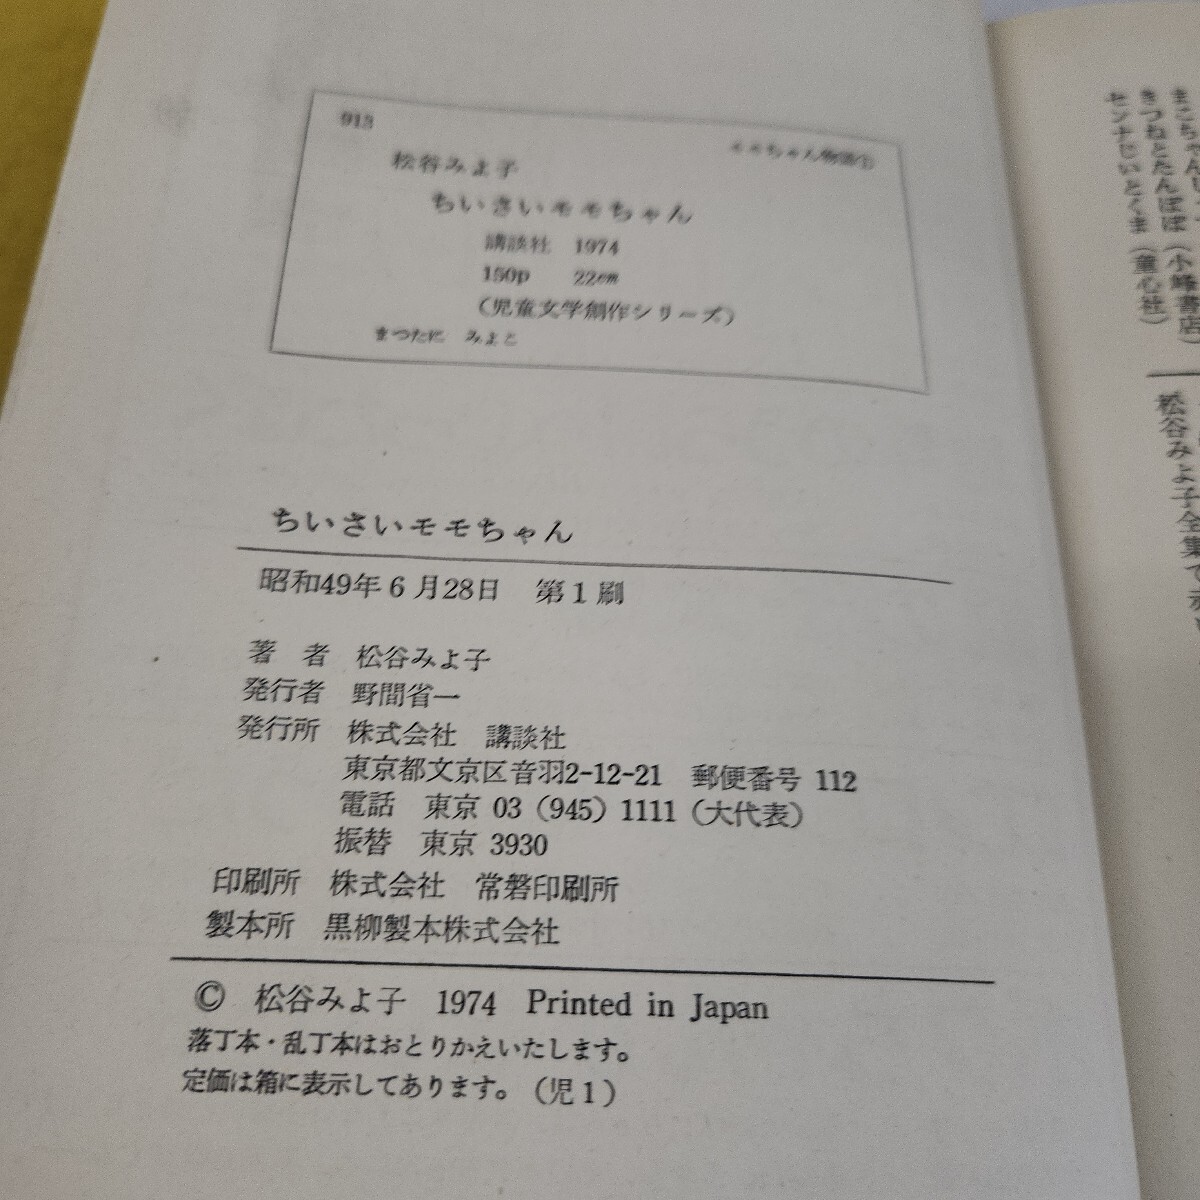 913
モモちゃん物語①
松谷みよ子
ちいさいモモちゃん
講談社 1974
150p 22cm
(児童文学創作シリーズ)
まつたに みよこ
ちいさいモモちゃん
昭和49年6月28日 第1刷
著 者 松谷みよ子
発行者 野間省一
発行所 株式会社 講談社
東京都文京区音羽2-12-21 郵便番号 112
電話 東京 03 (945) 1111 (大代表)
振替 東京 3930
印刷所 株式会社 常磐印刷所
製本所 黒柳製本株式会社
© 松谷みよ子 1974 Printed in Japan
落丁本・乱丁本はおとりかえいたします。
定価は箱に表示してあります。(児1)
きつねとたんぽぽ(小峰書店)
センナじいとくま(童心社)
松谷みよ子全集で